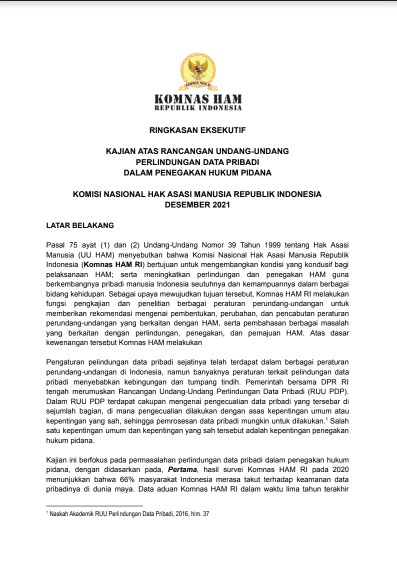 KOMNAS HAM
REPUBLIK INDONESIA
RINGKASAN EKSEKUTIF
KAJIAN ATAS RANCANGAN UNDANG-UNDANG
PERLINDUNGAN DATA PRIBADI
DALAM PENEGAKAN HUKUM PIDANA
KOMISI NASIONAL HAK ASASI MANUSIA REPUBLIK INDONESIA
DESEMBER 2021
LATAR BELAKANG
Pasal 75 ayat (1) dan (2) Undang-Undang Nomor 39 Tahun 1999 tentang Hak Asasi
Manusia (UU HAM) menyebutkan bahwa Komisi Nasional Hak Asasi Manusia Republik
Indonesia (Komnas HAM RI) bertujuan untuk mengembangkan kondisi yang kondusif bagi
pelaksanaan HAM; serta meningkatkan perlindungan dan penegakan HAM guna
berkembangnya pribadi manusia Indonesia seutuhnya dan kemampuannya dalam berbagai
bidang kehidupan. Sebagai upaya mewujudkan tujuan tersebut, Komnas HAM RI melakukan
fungsi pengkajian dan penelitian berbagai peraturan perundang-undangan untuk
memberikan rekomendasi mengenai pembentukan, perubahan, dan pencabutan peraturan
perundang-undangan yang berkaitan dengan HAM, serta pembahasan berbagai masalah
yang berkaitan dengan perlindungan, penegakan, dan pemajuan HAM. Atas dasar
kewenangan tersebut Komnas HAM melakukan
Pengaturan pelindungan data pribadi sejatinya telah terdapat dalam berbagai peraturan
perundang-undangan di Indonesia, namun banyaknya peraturan terkait pelindungan data
pribadi menyebabkan kebingungan dan tumpang tindih. Pemerintah bersama DPR RI
tengah merumuskan Rancangan Undang-Undang Perlindungan Data Pribadi (RUU PDP).
Dalam RUU PDP terdapat cakupan mengenai pengecualian data pribadi yang tersebar di
sejumlah bagian, di mana pengecualian dilakukan dengan asas kepentingan umum atau
kepentingan yang sah, sehingga pemrosesan data pribadi mungkin untuk dilakukan.¹ Salah
satu kepentingan umum dan kepentingan yang sah tersebut adalah kepentingan penegakan
hukum pidana.
Kajian ini berfokus pada permasalahan perlindungan data pribadi dalam penegakan hukum
pidana, dengan didasarkan pada, Pertama, hasil survei Komnas HAM RI pada 2020
menunjukkan bahwa 66% masyarakat Indonesia merasa takut terhadap keamanan data
pribadinya di dunia maya. Data aduan Komnas HAM RI dalam waktu lima tahun terakhir
¹ Naskah Akademik RUU Perlindungan Data Pribadi, 2016, hlm. 37